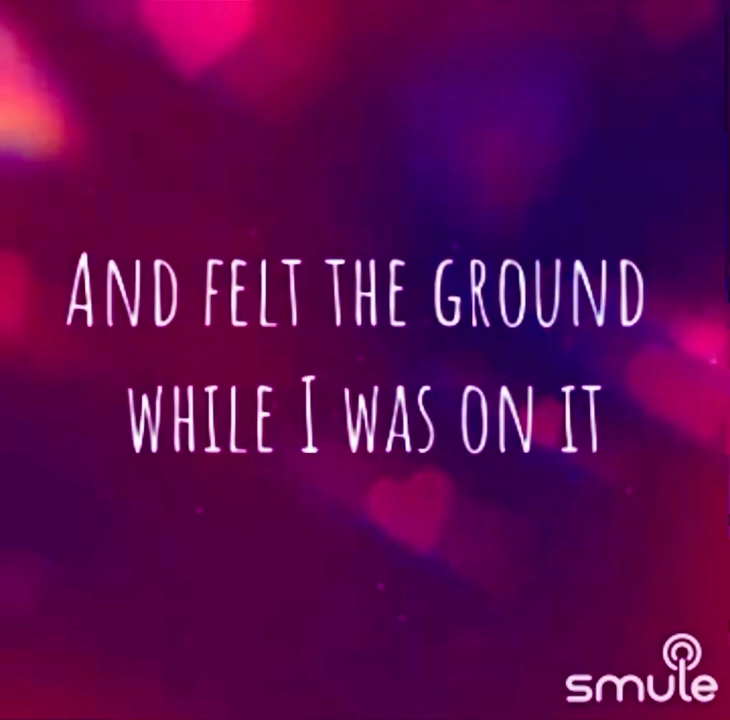 And felt the ground
while I was on it
smule